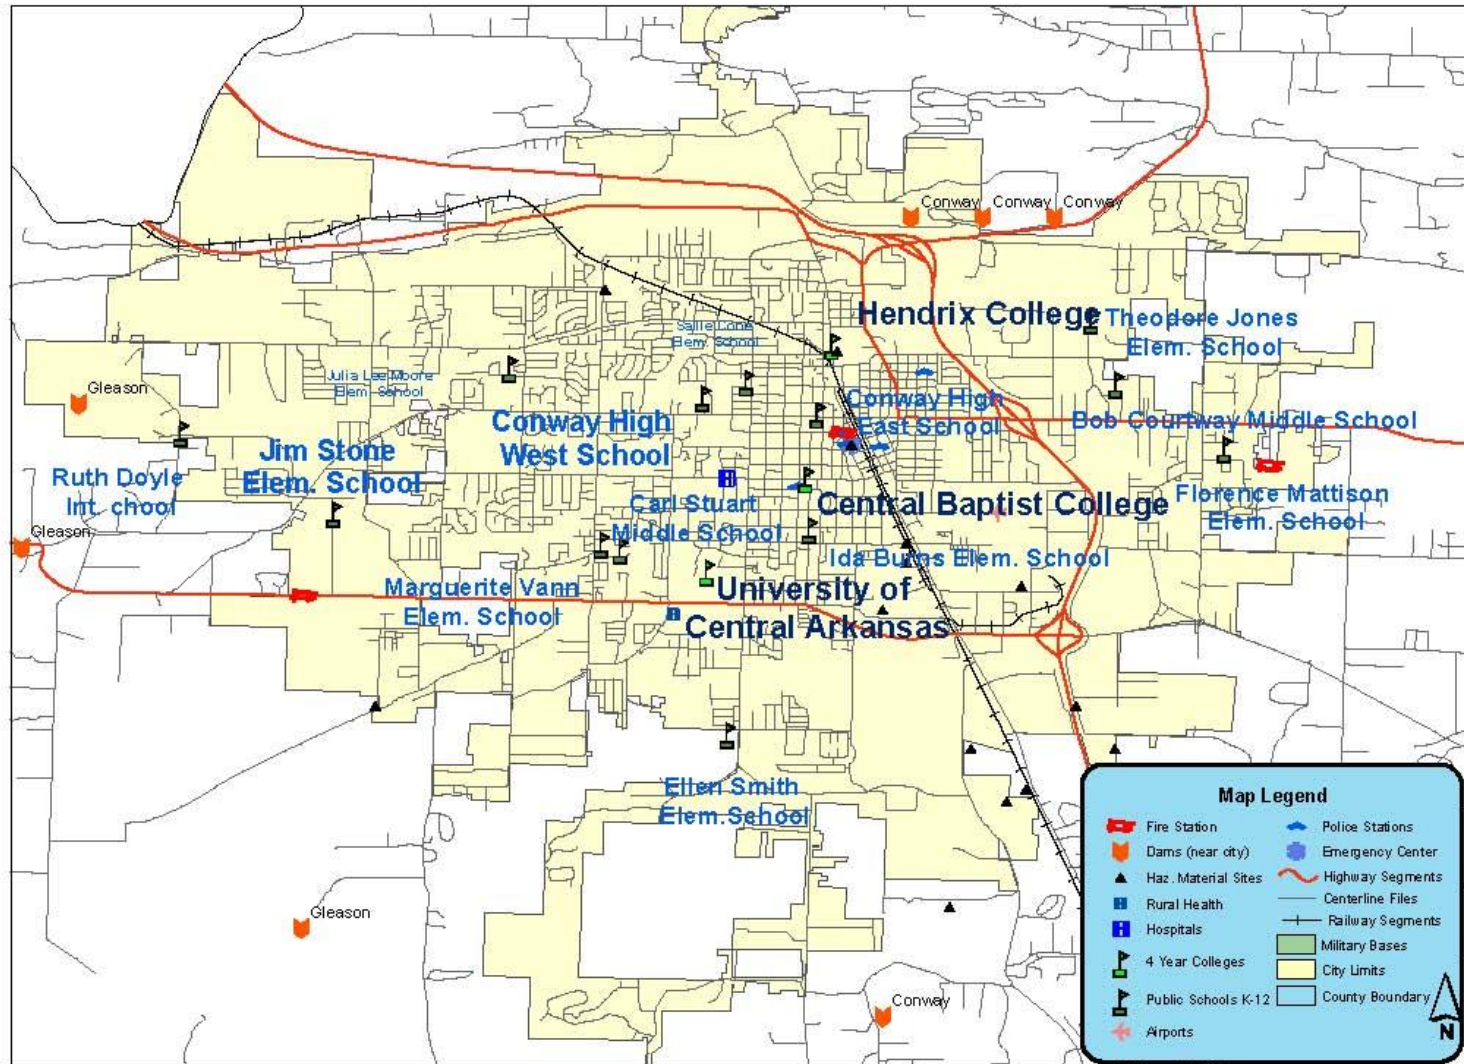 Conway
Conway
Conway
Hendrix College
Theodore Jones
Elem. School
Sallie Cone
Elem. School
Julia Lee Moore
Elem. School
Gleason
Conway High
East School
Conway High
West School
Bob Courtway Middle School
Jim Stone
Elem. School
Ruth Doyle
Int. chool
Carl Stuart
Middle School
Central Baptist College
Florence Mattison
Elem. School
Gleason
Ida Burns Elem. School
Marguerite Vann
Elem. School
University of
Central Arkansas
Ellen Smith
Elem.School
Gleason
Conway
Map Legend
Fire Station
Dams (near city)
Haz. Material Sites
Rural Health
Hospitals
4 Year Colleges
Public Schools K-12
Airports
Police Stations
Emergency Center
Highway Segments
Centerline Files
Railway Segments
Military Bases
City Limits
County Boundary
N